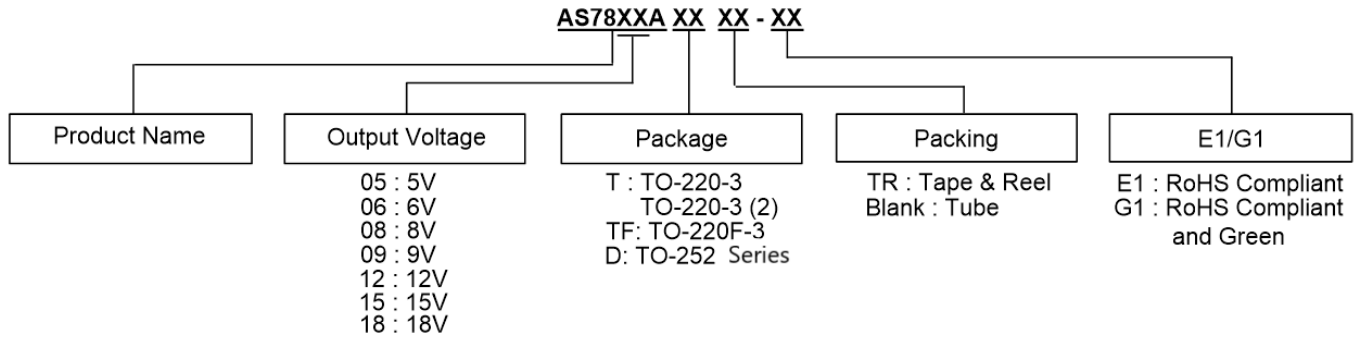 AS78XXA XX XX - XX
Product Name
Output Voltage
Package
Packing
E1/G1
05 : 5V
06 : 6V
08 : 8V
09 : 9V
12 : 12V
15 : 15V
18 : 18V
T : TO-220-3
TO-220-3 (2)
TF: TO-220F-3
D: TO-252 Series
TR : Tape & Reel
Blank : Tube
E1 : RoHS Compliant
G1 : RoHS Compliant
and Green